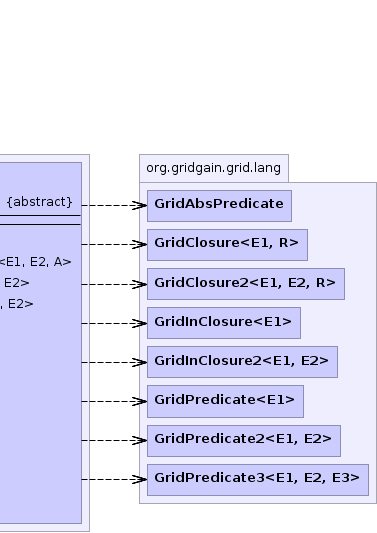 org.gridgain.grid.lang
{abstract}
GridAbsPredicate
GridClosure<E1, R>
<E1, E2, A>
E2>
GridClosure2<E1, E2, R>
, E2>
GridInClosure<E1>
GridInClosure2<E1, E2>
GridPredicate<E1>
GridPredicate2<E1, E2>
GridPredicate3<E1, E2, E3>